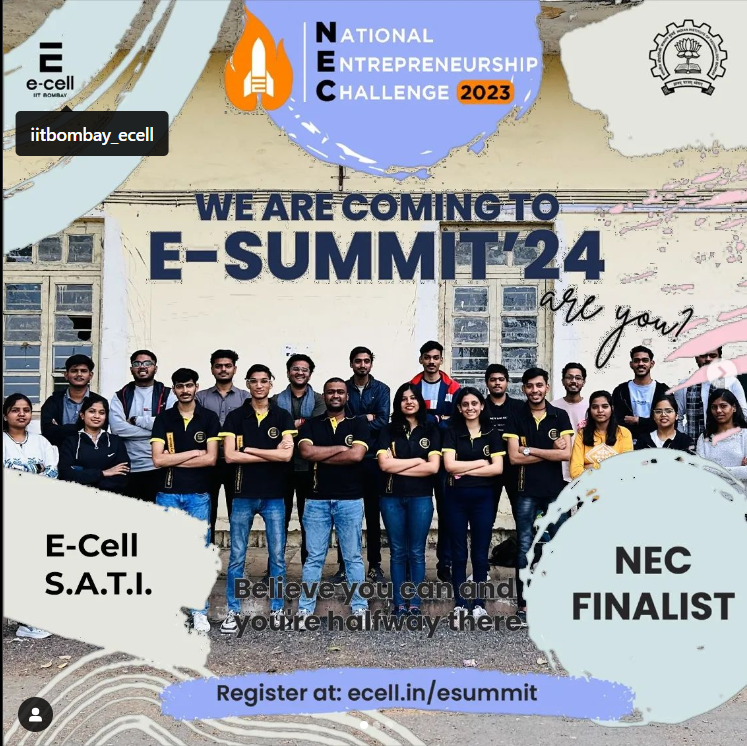 e-cell
IIT BOMBAY
NATIONAL
ENTREPRENEURSHIP
CHALLENGE 2023
iitbombay_ecell
WE ARE COMING TO
E-SUMMIT'24
are you?
E-Cell
S.A.T.I.
NEC
FINALIST
Believe you can and
you're halfway there
Register at: ecell.in/esummit